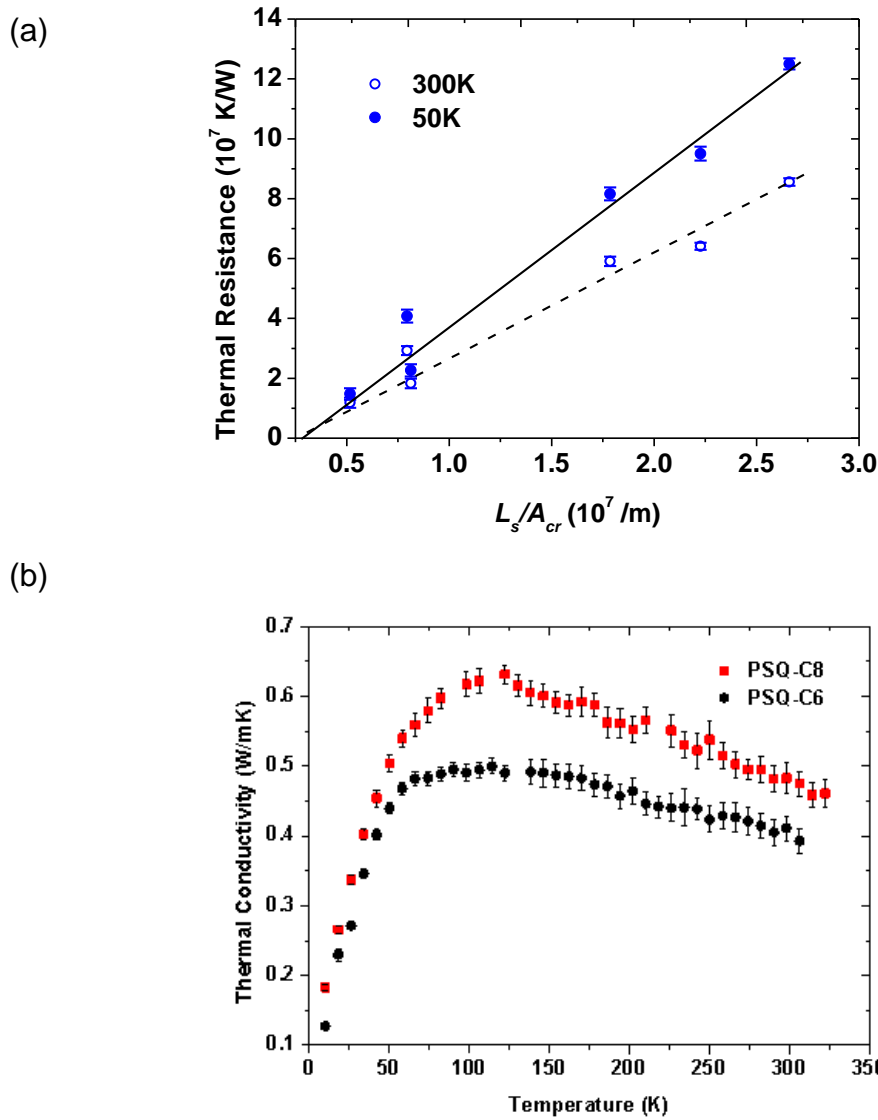 (a)
14
12
10
8
6
4
2
0
Thermal Resistance (10⁷ K/W)
300K
50K
0.5 1.0 1.5 2.0 2.5 3.0
Lₛ/A_cr (10⁷ /m)
(b)
0.7
0.6
0.5
0.4
0.3
0.2
0.1
Thermal Conductivity (W/mK)
PSQ-C8
PSQ-C6
0 50 100 150 200 250 300 350
Temperature (K)